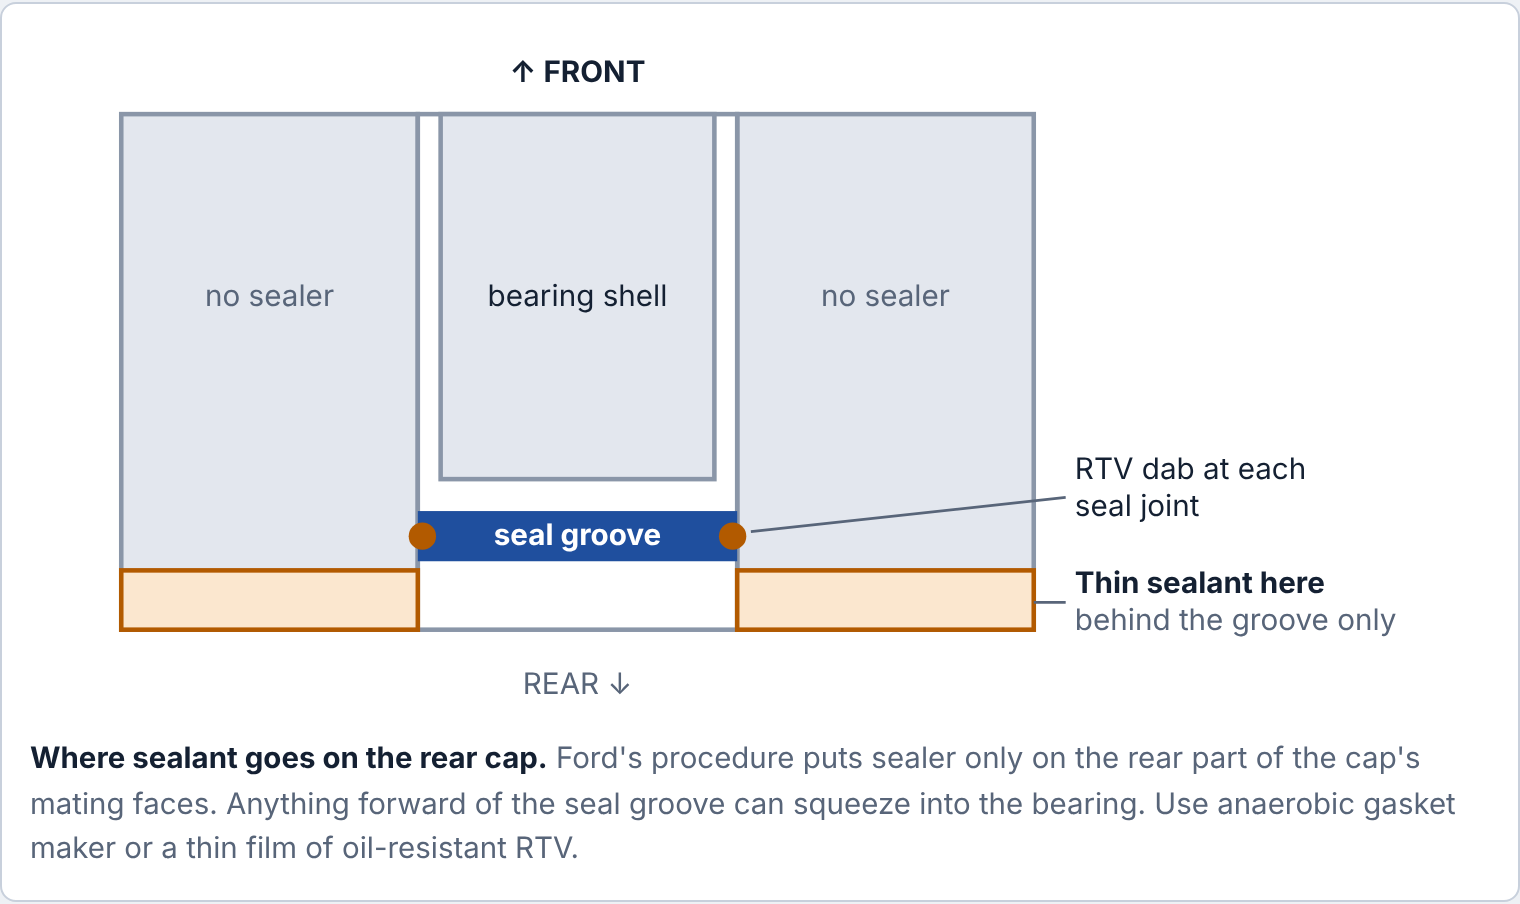 ↑ FRONT
no sealer
bearing shell
no sealer
RTV dab at each
seal joint
seal groove
Thin sealant here
behind the groove only
REAR ↓
Where sealant goes on the rear cap. Ford's procedure puts sealer only on the rear part of the cap's
mating faces. Anything forward of the seal groove can squeeze into the bearing. Use anaerobic gasket
maker or a thin film of oil-resistant RTV.